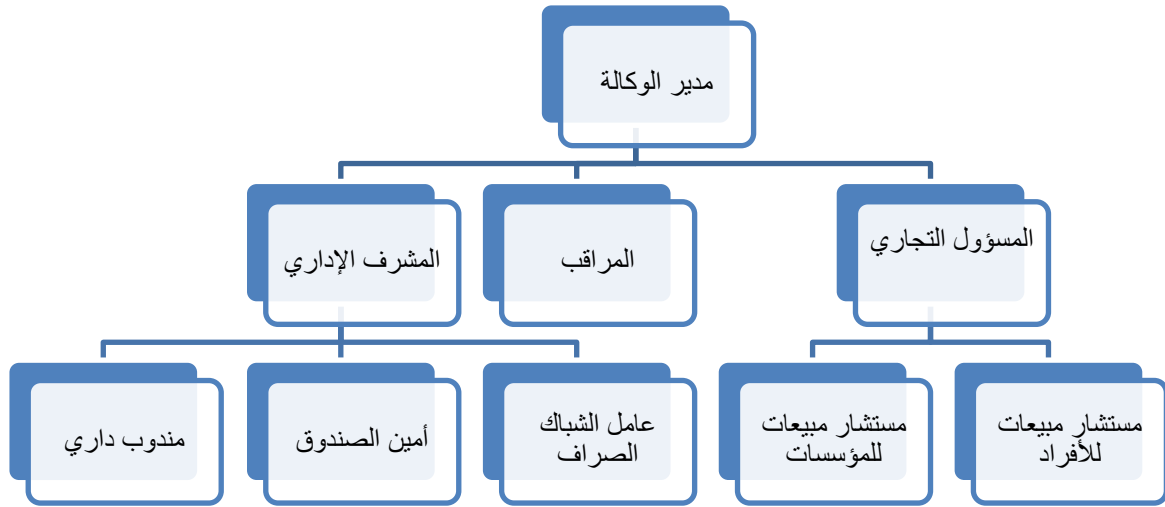 مدير الوكالة
المسؤول التجاري
المراقب
المشرف الإداري
مستشار مبيعات
للأفراد
مستشار مبيعات
للمؤسسات
عامل الشباك
الصراف
أمين الصندوق
مندوب داري